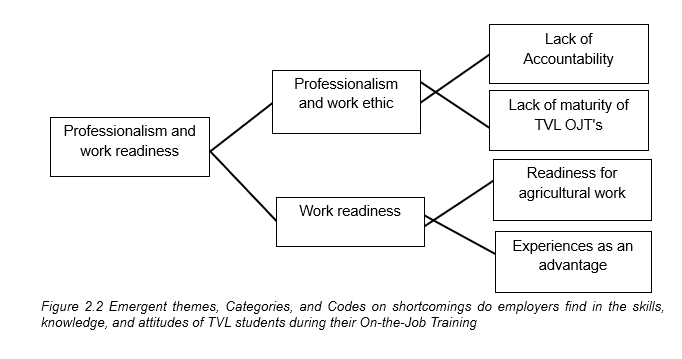 Lack of
Accountability
Professionalism
and work ethic
Lack of maturity of
TVL OJT's
Professionalism and
work readiness
Readiness for
agricultural work
Work readiness
Experiences as an
advantage
Figure 2.2 Emergent themes, Categories, and Codes on shortcomings do employers find in the skills,
knowledge, and attitudes of TVL students during their On-the-Job Training